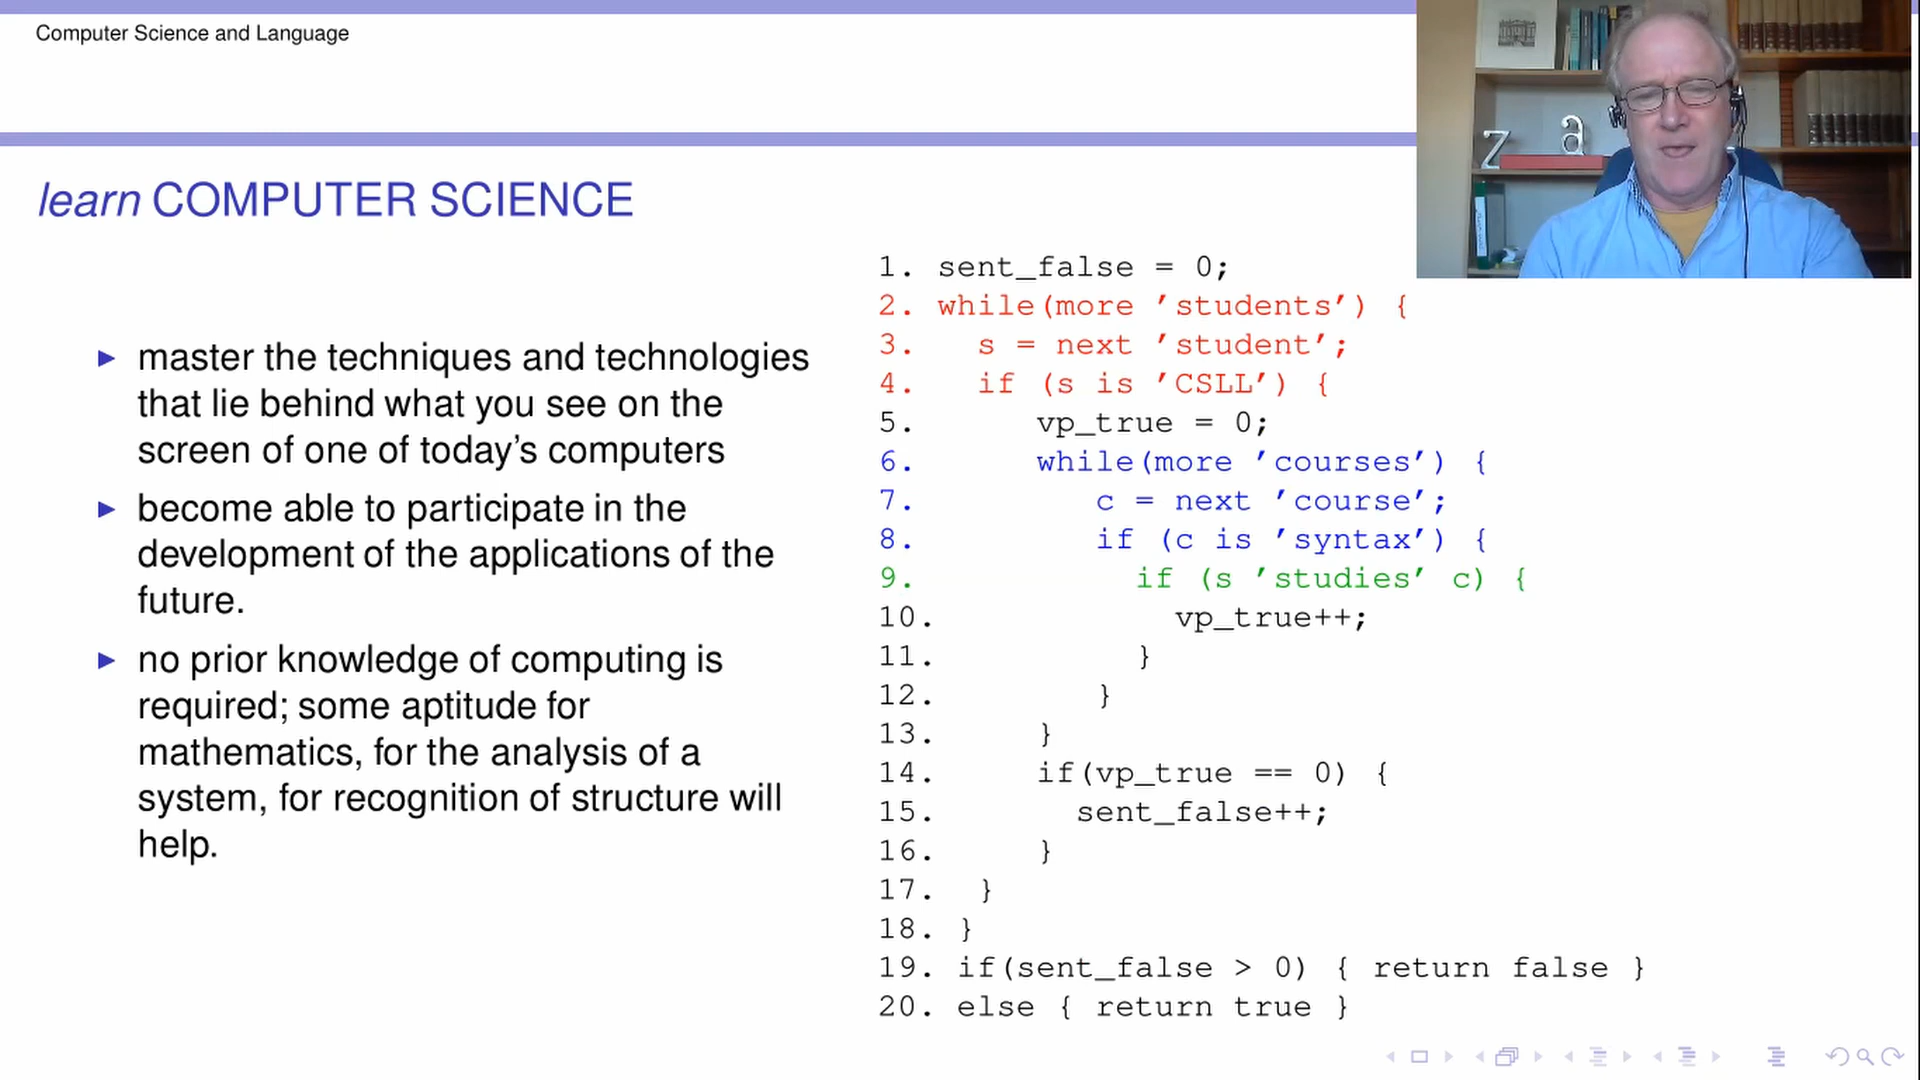 Computer Science and Language
learn COMPUTER SCIENCE
► master the techniques and technologies
that lie behind what you see on the
screen of one of today's computers
► become able to participate in the
development of the applications of the
future.
► no prior knowledge of computing is
required; some aptitude for
mathematics, for the analysis of a
system, for recognition of structure will
help.
1. sent_false = 0;
2. while(more 'students') {
3.   s = next 'student';
4.   if (s is 'CSLL') {
5.      vp_true = 0;
6.      while(more 'courses') {
7.         c = next 'course';
8.         if (c is 'syntax') {
9.           if (s 'studies' c) {
10.            vp_true++;
11.          }
12.        }
13.     }
14.     if(vp_true == 0) {
15.       sent_false++;
16.     }
17.  }
18. }
19. if(sent_false > 0) { return false }
20. else { return true }
z a